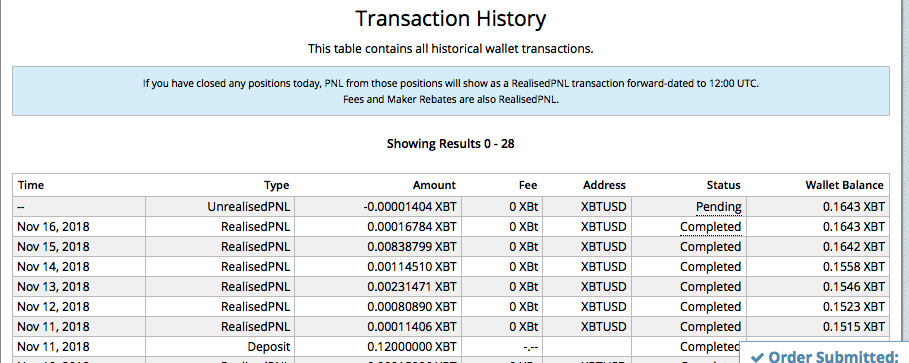 Transaction History
This table contains all historical wallet transactions.
If you have closed any positions today, PNL from those positions will show as a RealisedPNL transaction forward-dated to 12:00 UTC.
Fees and Maker Rebates are also RealisedPNL.
Showing Results 0 - 28
Time Type Amount Fee Address Status Wallet Balance
-- UnrealisedPNL -0.00001404 XBT 0 XBt XBTUSD Pending 0.1643 XBT
Nov 16, 2018 RealisedPNL 0.00016784 XBT 0 XBt XBTUSD Completed 0.1643 XBT
Nov 15, 2018 RealisedPNL 0.00838799 XBT 0 XBt XBTUSD Completed 0.1642 XBT
Nov 14, 2018 RealisedPNL 0.00114510 XBT 0 XBt XBTUSD Completed 0.1558 XBT
Nov 13, 2018 RealisedPNL 0.00231471 XBT 0 XBt XBTUSD Completed 0.1546 XBT
Nov 12, 2018 RealisedPNL 0.00080890 XBT 0 XBt XBTUSD Completed 0.1523 XBT
Nov 11, 2018 RealisedPNL 0.00011406 XBT 0 XBt XBTUSD Completed 0.1515 XBT
Nov 11, 2018 Deposit 0.12000000 XBT -.-- Completed
✔ Order Submitted: